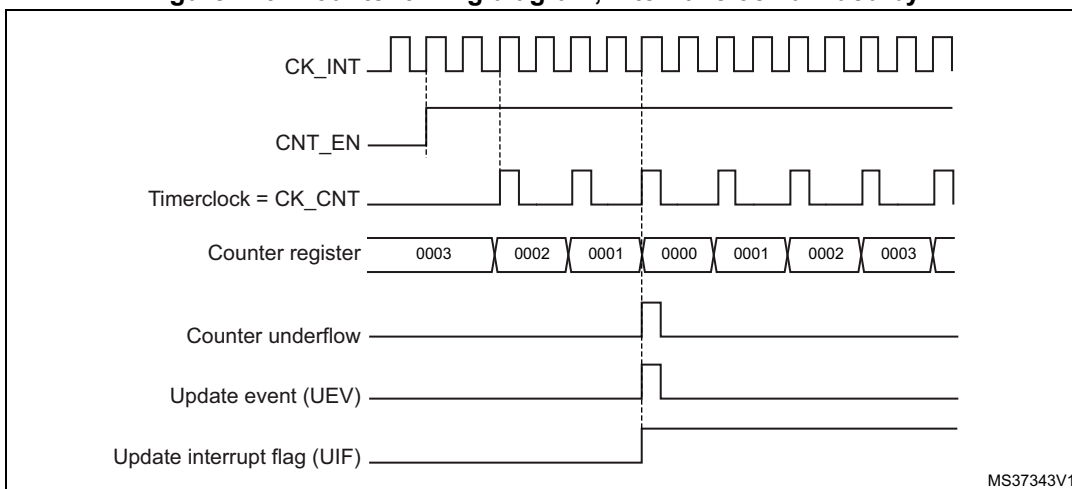 CK_INT
CNT_EN
Timerclock = CK_CNT
Counter register 0003 0002 0001 0000 0001 0002 0003
Counter underflow
Update event (UEV)
Update interrupt flag (UIF)
MS37343V1